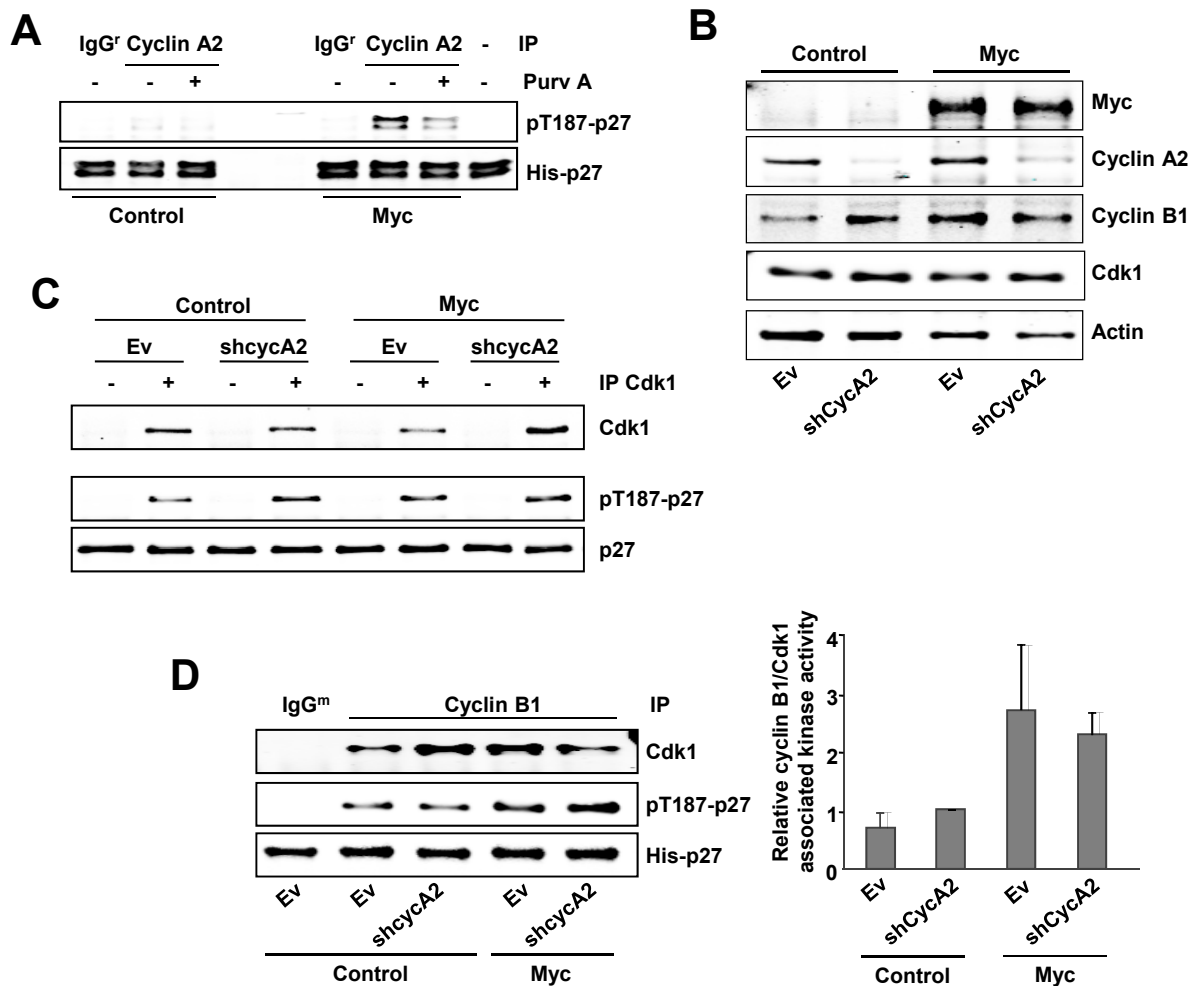 A
IgGʳ Cyclin A2 IgGʳ Cyclin A2 - IP
- - + - - + - Purv A
pT187-p27
His-p27
Control Myc
B
Control Myc
Myc
Cyclin A2
Cyclin B1
Cdk1
Actin
Ev shCycA2 Ev shCycA2
C
Control Myc
Ev shcycA2 Ev shcycA2
- + - + - + - + IP Cdk1
Cdk1
pT187-p27
p27
D
IgGᵐ Cyclin B1 IP
Cdk1
pT187-p27
His-p27
Ev Ev shcycA2 Ev shcycA2
Control Myc
Relative cyclin B1/Cdk1
associated kinase activity
4
3
2
1
0
Ev shCycA2 Ev shCycA2
Control Myc